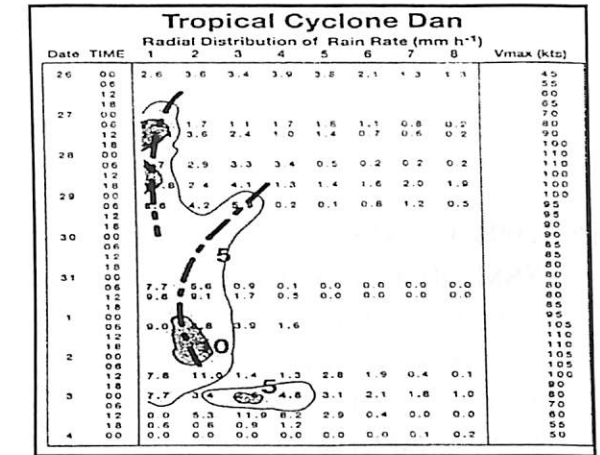 Tropical Cyclone Dan
Radial Distribution of Rain Rate (mm h⁻¹)
Date TIME 1 2 3 4 5 6 7 8 Vmax (kts)
26 00 2.6 3.6 3.4 3.9 3.8 2.1 1.3 1.3 45
06 55
12 60
18 65
27 00 70
06 1.7 1.1 1.7 1.6 1.1 0.8 0.2 80
12 3.6 2.4 1.0 1.4 0.7 0.6 0.2 90
18 100
28 00 110
06 2.9 3.3 3.4 0.5 0.2 0.2 0.2 110
12 100
18 2.4 4.1 1.3 1.4 1.6 2.0 1.9 100
29 00 100
06 4.2 0.2 0.1 0.8 1.2 0.5 95
12 95
18 90
30 00 90
06 85
5
12 85
18 80
31 00 80
06 7.7 5.6 0.9 0.1 0.0 0.0 0.0 0.0 80
12 9.8 9.1 1.7 0.5 0.0 0.0 0.0 0.0 80
18 85
1 00 95
06 9.0 3.9 1.6 105
12 110
18 110
2 00 105
06 105
12 7.8 11.0 1.4 1.3 2.8 1.9 0.4 0.1 100
18 90
5
3 00 7.7 3.4 4.8 3.1 2.1 1.8 1.0 80
06 70
12 0.0 5.3 11.9 8.2 2.9 0.4 0.0 0.0 60
18 0.6 0.6 0.9 1.2 55
4 00 0.0 0.0 0.0 0.0 0.0 0.0 0.1 0.2 50